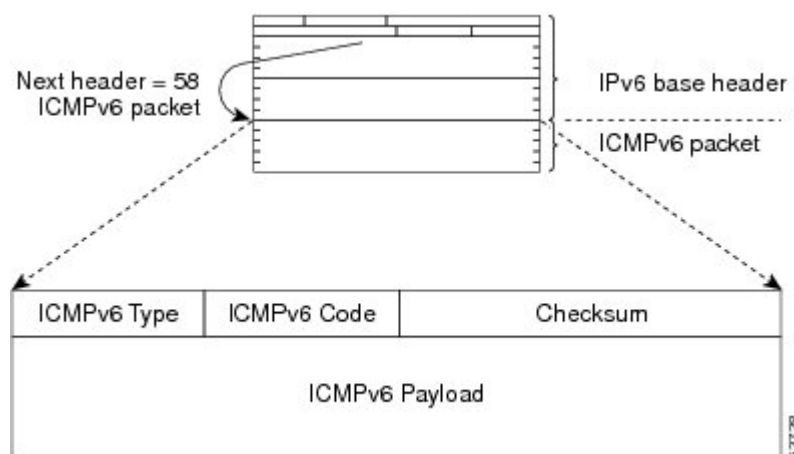 Next header = 58
ICMPv6 packet
IPv6 base header
ICMPv6 packet
ICMPv6 Type
ICMPv6 Code
Checksum
ICMPv6 Payload